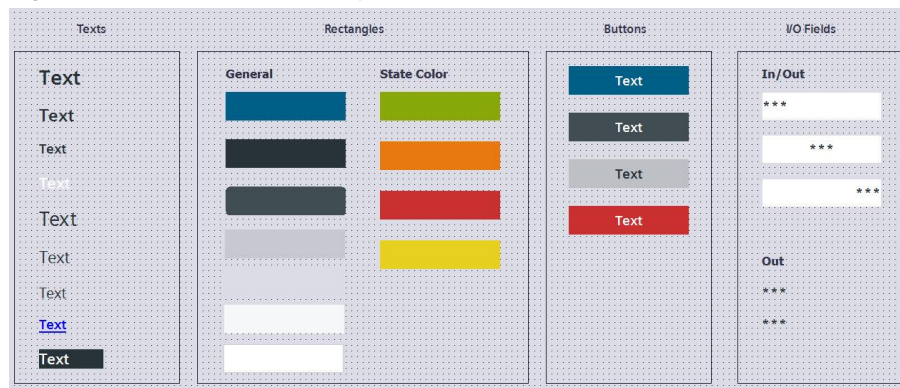 Texts
Rectangles
Buttons
I/O Fields
Text
Text
Text
Text
Text
Text
Text
Text
Text
General
State Color
Text
Text
Text
Text
In/Out
***
***
***
Out
***
***